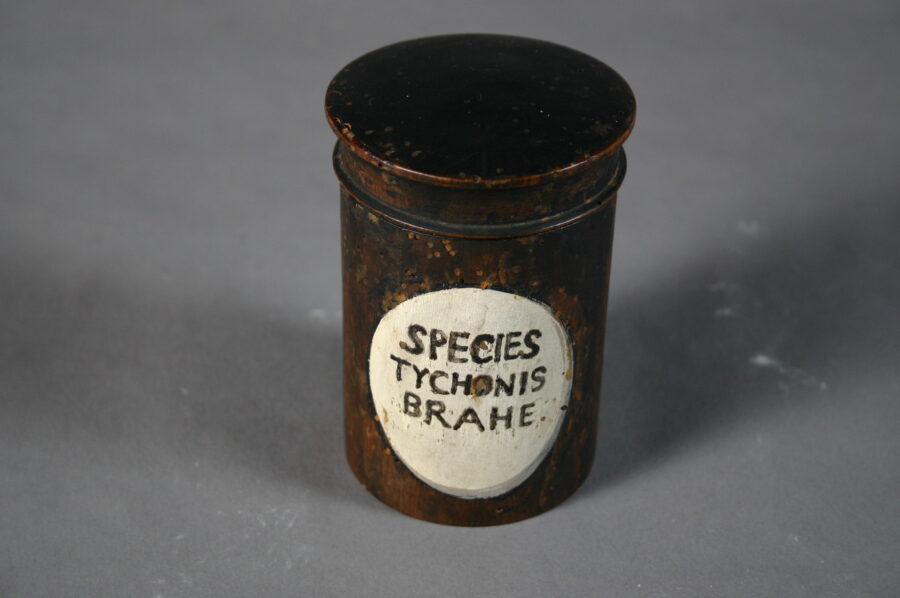 SPECIES
TYCHONIS
BRAHE